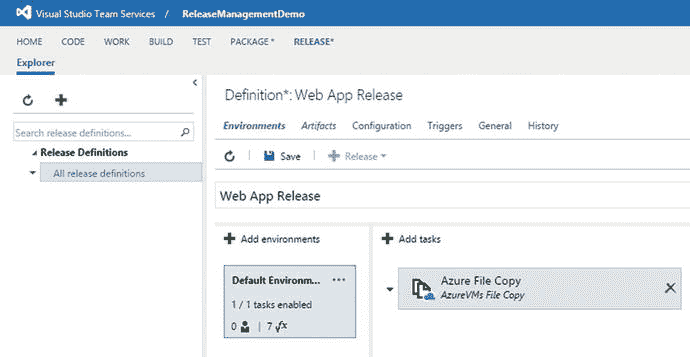 Visual Studio Team Services / ReleaseManagementDemo
HOME CODE WORK BUILD TEST PACKAGE * RELEASE*
Explorer
Definition*: Web App Release
Search release definitions...
Environments Artifacts Configuration Triggers General History
Release Definitions
All release definitions
Save Release
Web App Release
Add environments
Add tasks
Default Environm... ...
1 / 1 tasks enabled
0 | 7 fx
Azure File Copy
AzureVMs File Copy